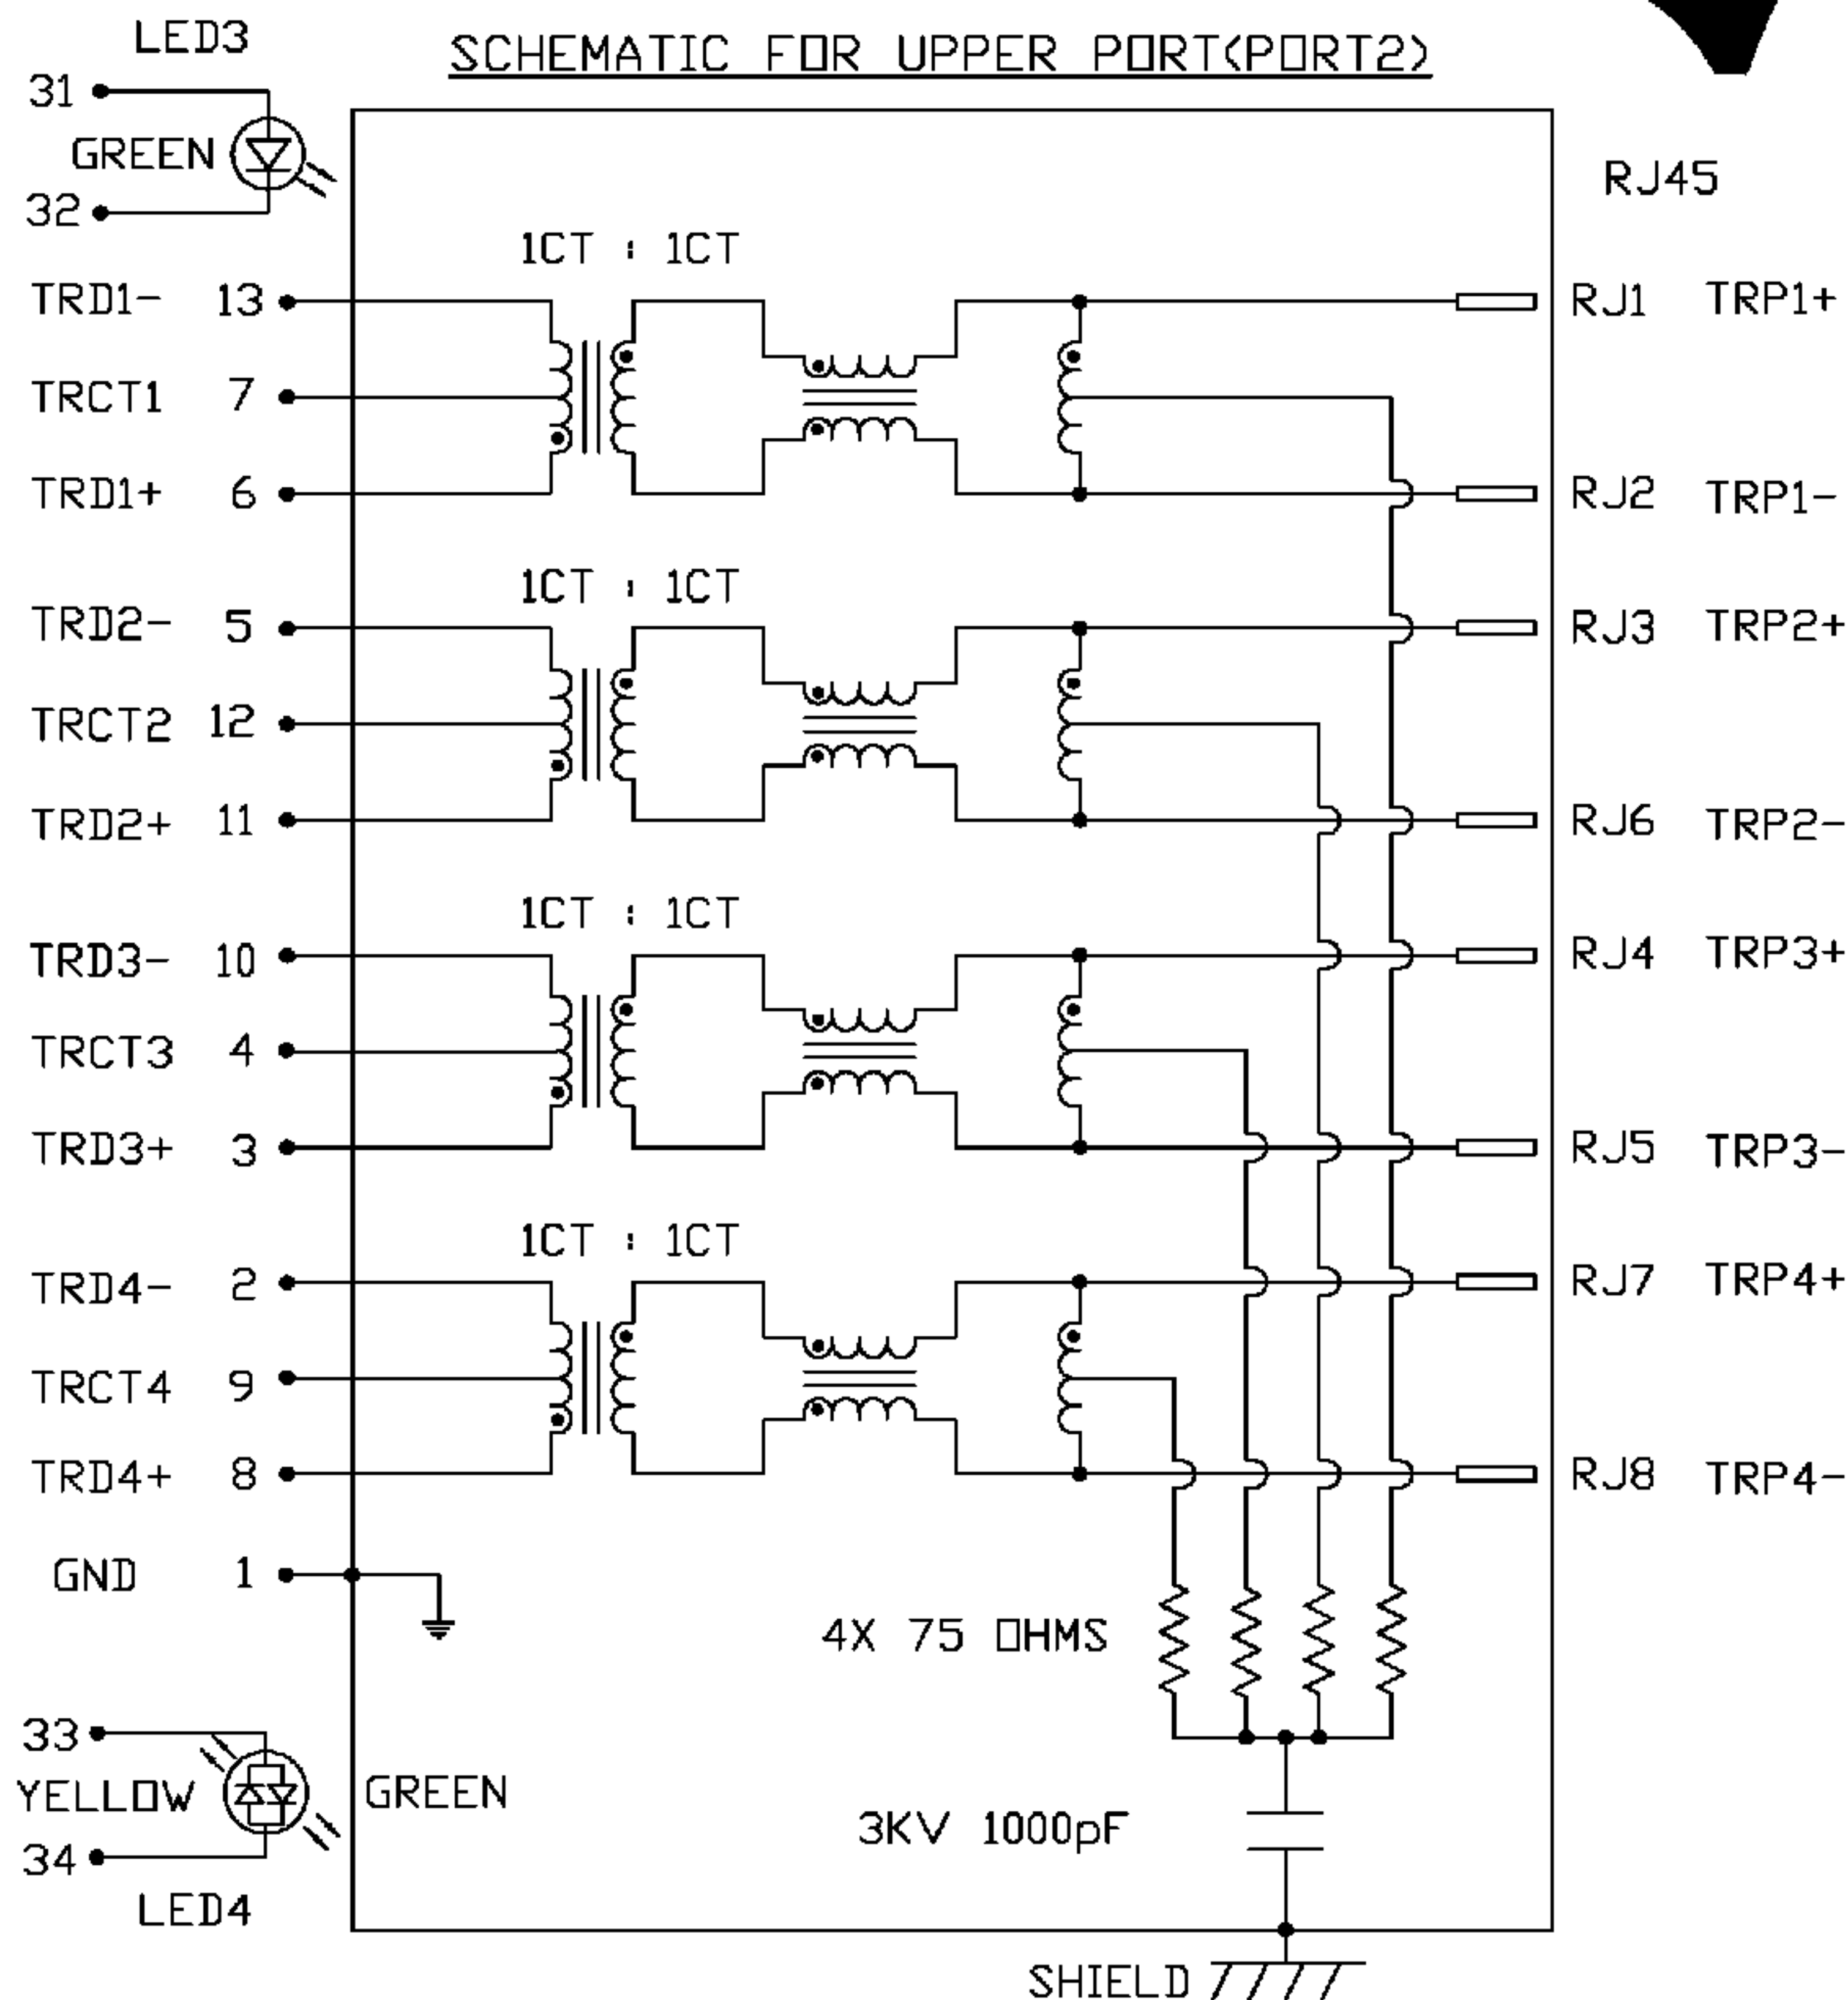 LED3
SCHEMATIC FOR UPPER PORT(PORT2)
31
GREEN
32
RJ45
1CT : 1CT
TRD1- 13
RJ1 TRP1+
TRCT1 7
TRD1+ 6
RJ2 TRP1-
1CT : 1CT
TRD2- 5
RJ3 TRP2+
TRCT2 12
TRD2+ 11
RJ6 TRP2-
1CT : 1CT
TRD3- 10
RJ4 TRP3+
TRCT3 4
TRD3+ 3
RJ5 TRP3-
1CT : 1CT
TRD4- 2
RJ7 TRP4+
TRCT4 9
TRD4+ 8
RJ8 TRP4-
GND 1
4X 75 OHMS
33
YELLOW
GREEN
34
LED4
3KV 1000pF
SHIELD